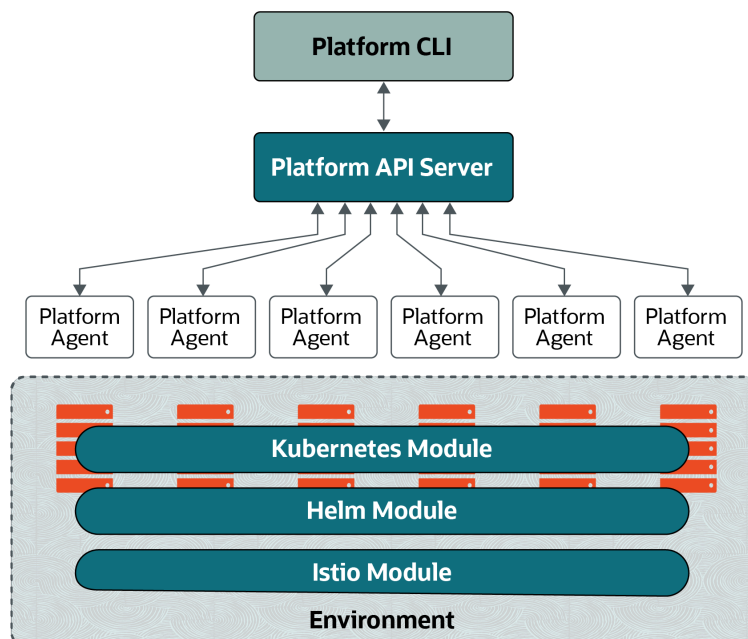 Platform CLI
Platform API Server
Platform
Agent
Platform
Agent
Platform
Agent
Platform
Agent
Platform
Agent
Platform
Agent
Kubernetes Module
Helm Module
Istio Module
Environment